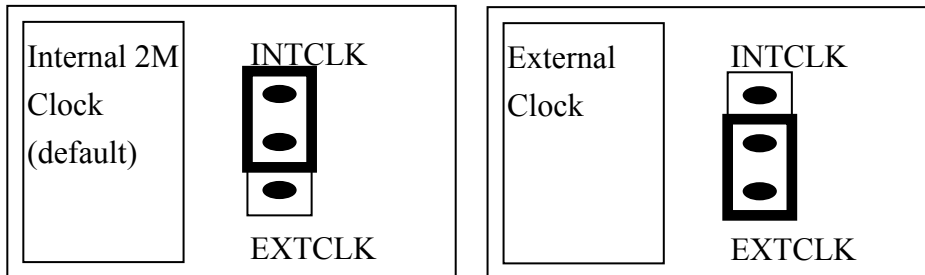 Internal 2M
Clock
(default)
INTCLK
EXTCLK
External
Clock
INTCLK
EXTCLK